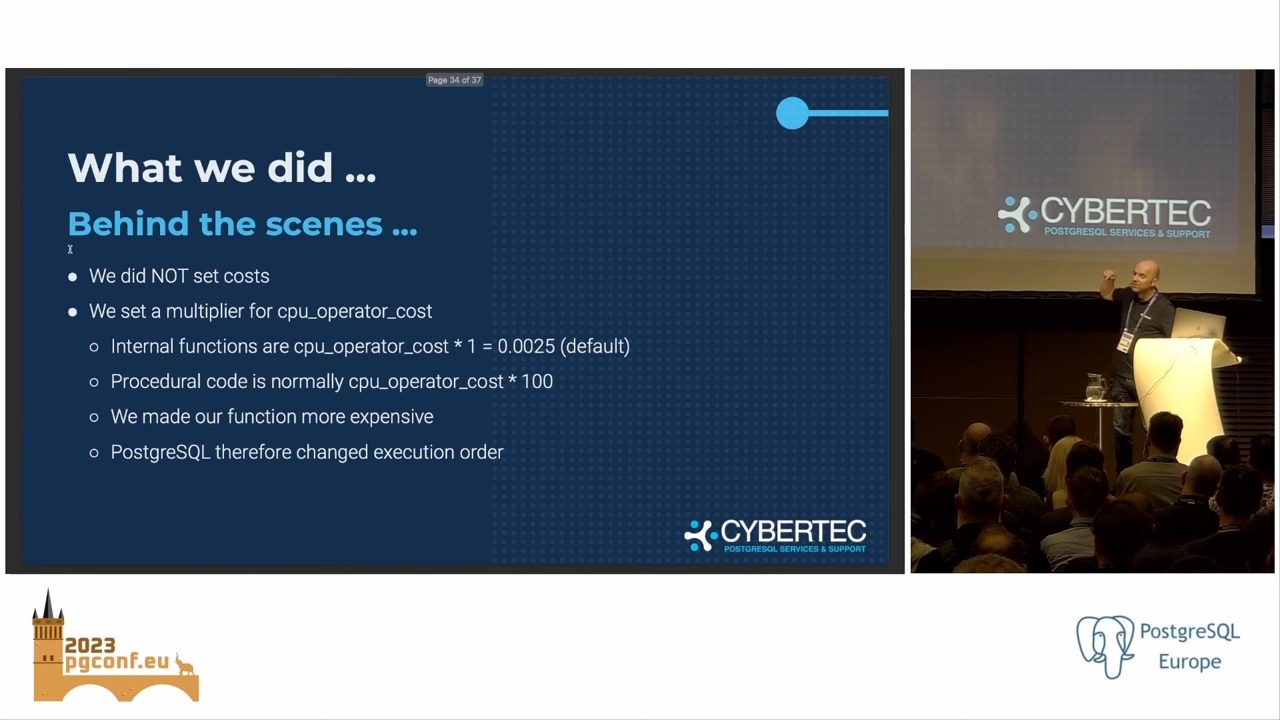 Page 34 of 37
What we did ...
Behind the scenes ...
We did NOT set costs
We set a multiplier for cpu_operator_cost
Internal functions are cpu_operator_cost * 1 = 0.0025 (default)
Procedural code is normally cpu_operator_cost * 100
We made our function more expensive
PostgreSQL therefore changed execution order
CYBERTEC
POSTGRESQL SERVICES & SUPPORT
CYBERTEC
POSTGRESQL SERVICES & SUPPORT
2023
pgconf.eu
PostgreSQL
Europe